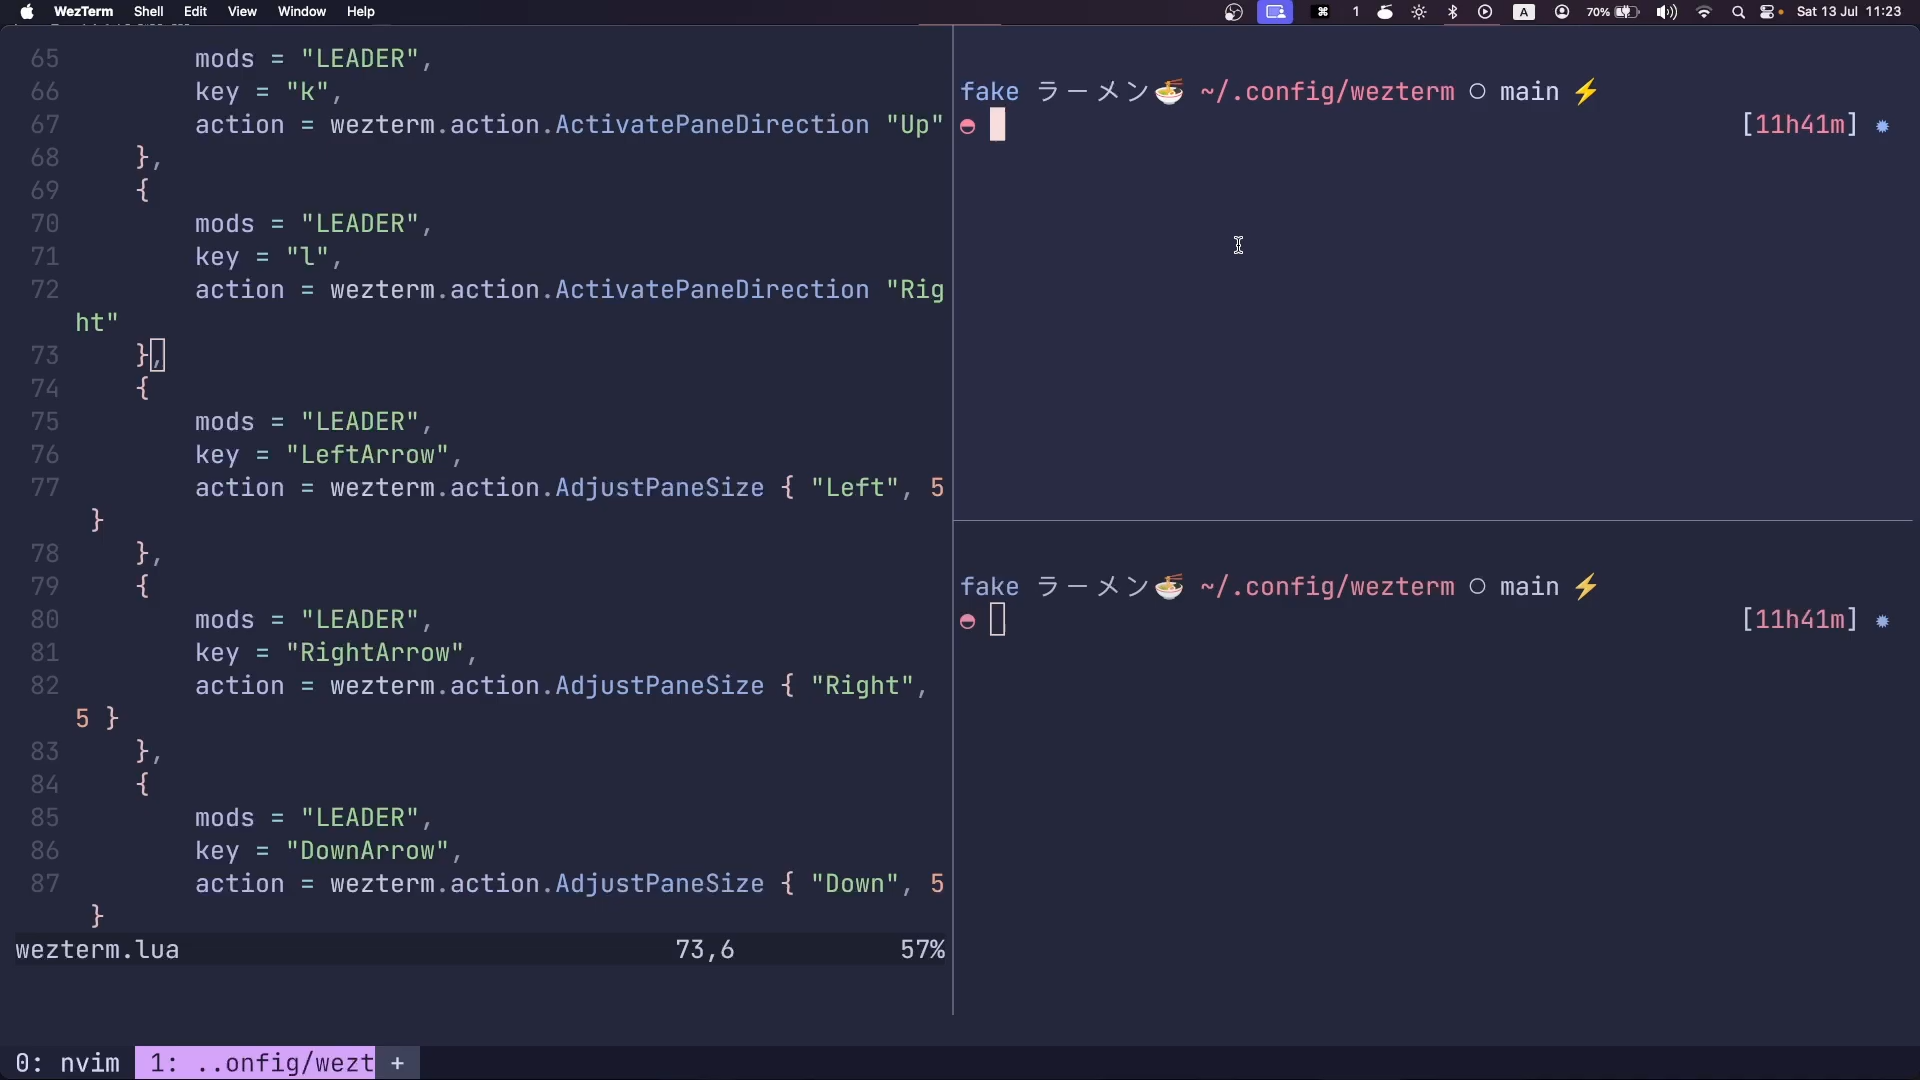 WezTerm Shell Edit View Window Help 1 A 70% Sat 13 Jul 11:23
65 mods = "LEADER",
66 key = "k",
67 action = wezterm.action.ActivatePaneDirection "Up"
68 },
69 {
70 mods = "LEADER",
71 key = "l",
72 action = wezterm.action.ActivatePaneDirection "Rig
ht"
73 },
74 {
75 mods = "LEADER",
76 key = "LeftArrow",
77 action = wezterm.action.AdjustPaneSize { "Left", 5
}
78 },
79 {
80 mods = "LEADER",
81 key = "RightArrow",
82 action = wezterm.action.AdjustPaneSize { "Right",
5 }
83 },
84 {
85 mods = "LEADER",
86 key = "DownArrow",
87 action = wezterm.action.AdjustPaneSize { "Down", 5
}
wezterm.lua 73,6 57%
fake ラーメン🍜 ~/.config/wezterm ○ main ⚡
[11h41m]
fake ラーメン🍜 ~/.config/wezterm ○ main ⚡
[11h41m]
0: nvim 1: ..onfig/wezt +